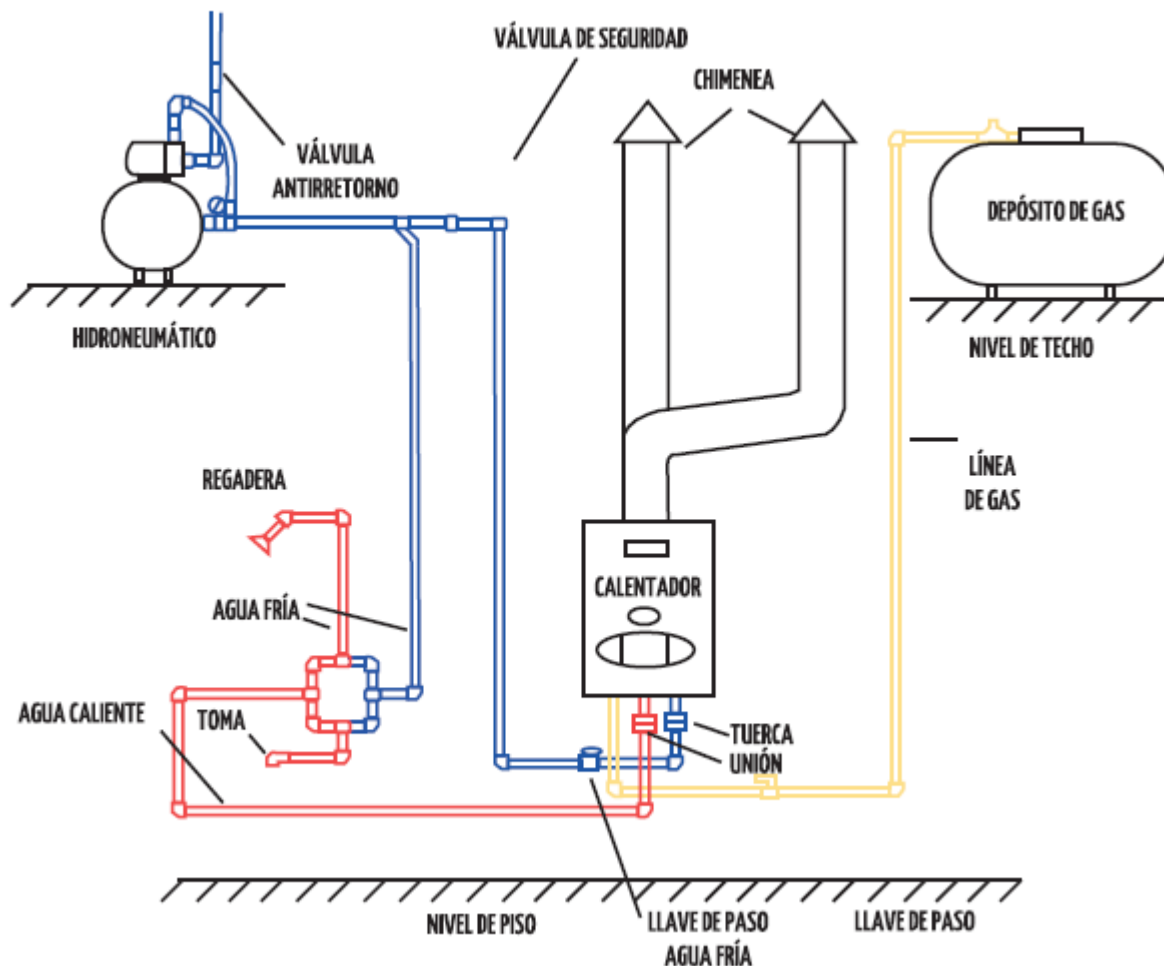 VÁLVULA DE SEGURIDAD
CHIMENEA
VÁLVULA
ANTIRRETORNO
DEPÓSITO DE GAS
HIDRONEUMÁTICO
NIVEL DE TECHO
REGADERA
LÍNEA
DE GAS
CALENTADOR
AGUA FRÍA
AGUA CALIENTE
TOMA
TUERCA
UNIÓN
NIVEL DE PISO
LLAVE DE PASO
AGUA FRÍA
LLAVE DE PASO